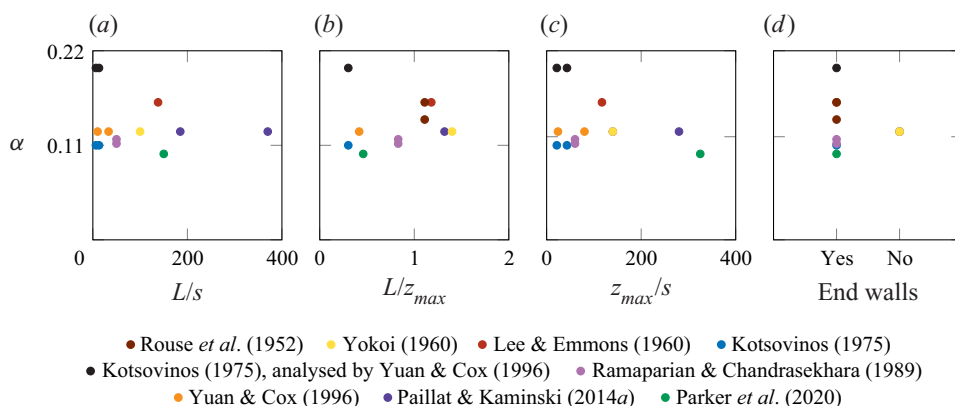 (a) (b) (c) (d)
0.22
α
0.11
0 200 400 0 1 2 0 200 400 Yes No
L/s L/z_max z_max/s End walls
Rouse et al. (1952) Yokoi (1960) Lee & Emmons (1960) Kotsovinos (1975)
Kotsovinos (1975), analysed by Yuan & Cox (1996) Ramaparian & Chandrasekhara (1989)
Yuan & Cox (1996) Paillat & Kaminski (2014a) Parker et al. (2020)